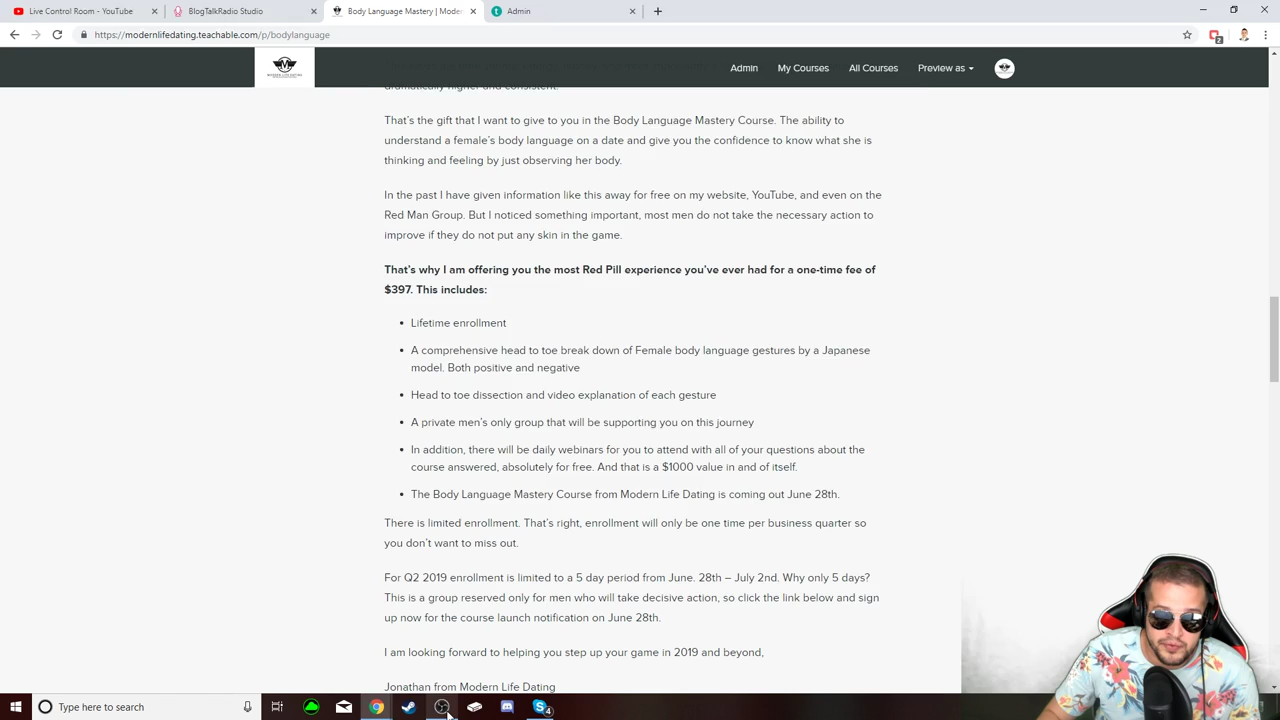 Live Control Room - YouTube
BlogTalkRadio Studio
Body Language Mastery | Moder
Admin
https://modernlifedating.teachable.com/p/bodylanguage
2
Admin
My Courses
All Courses
Preview as
dramatically higher and consistent.
That's the gift that I want to give to you in the Body Language Mastery Course. The ability to
understand a female's body language on a date and give you the confidence to know what she is
thinking and feeling by just observing her body.
In the past I have given information like this away for free on my website, YouTube, and even on the
Red Man Group. But I noticed something important, most men do not take the necessary action to
improve if they do not put any skin in the game.
That's why I am offering you the most Red Pill experience you've ever had for a one-time fee of
$397. This includes:
• Lifetime enrollment
• A comprehensive head to toe break down of Female body language gestures by a Japanese
model. Both positive and negative
• Head to toe dissection and video explanation of each gesture
• A private men's only group that will be supporting you on this journey
• In addition, there will be daily webinars for you to attend with all of your questions about the
course answered, absolutely for free. And that is a $1000 value in and of itself.
• The Body Language Mastery Course from Modern Life Dating is coming out June 28th.
There is limited enrollment. That's right, enrollment will only be one time per business quarter so
you don't want to miss out.
For Q2 2019 enrollment is limited to a 5 day period from June. 28th – July 2nd. Why only 5 days?
This is a group reserved only for men who will take decisive action, so click the link below and sign
up now for the course launch notification on June 28th.
I am looking forward to helping you step up your game in 2019 and beyond,
Jonathan from Modern Life Dating
Type here to search
4